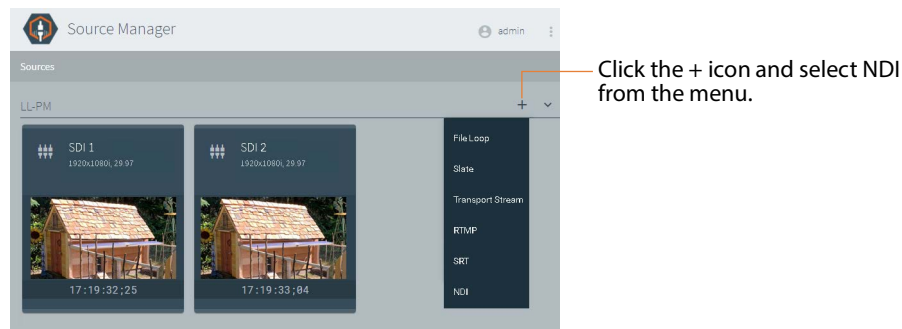 Source Manager
admin
Sources
LL-PM
Click the + icon and select NDI
from the menu.
SDI 1
1920x1080i, 29.97
17:19:32;25
SDI 2
1920x1080i, 29.97
17:19:33;04
File Loop
Slate
Transport Stream
RTMP
SRT
NDI